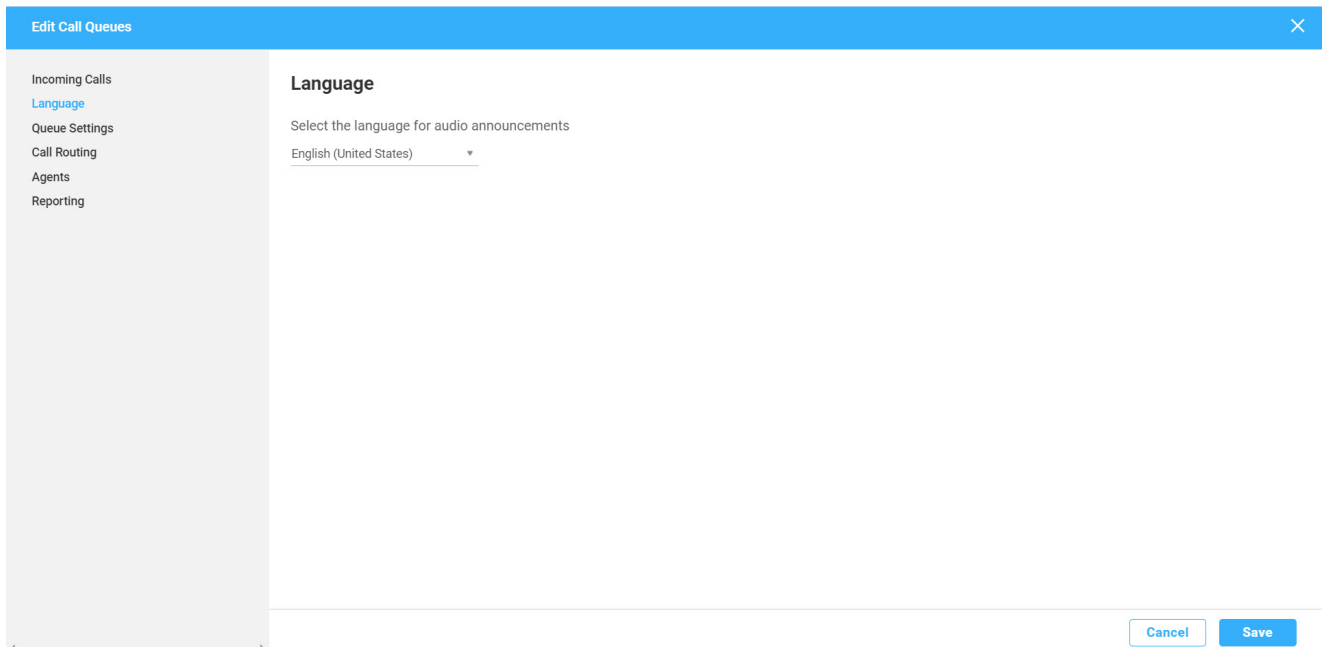 Edit Call Queues
Incoming Calls
Language
Queue Settings
Call Routing
Agents
Reporting
Language
Select the language for audio announcements
English (United States)
Cancel
Save